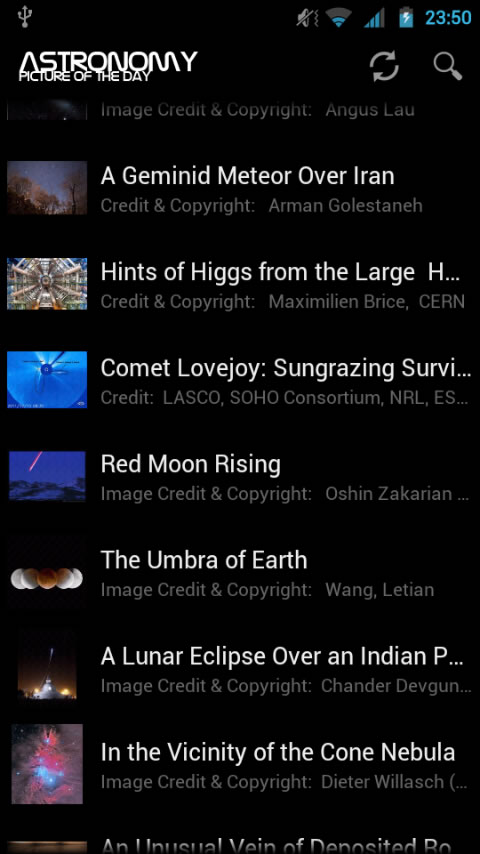 23:50
ASTRONOMY
PICTURE OF THE DAY
Image Credit & Copyright: Angus Lau
A Geminid Meteor Over Iran
Credit & Copyright: Arman Golestaneh
Hints of Higgs from the Large H...
Credit & Copyright: Maximilien Brice, CERN
Comet Lovejoy: Sungrazing Survi...
Credit: LASCO, SOHO Consortium, NRL, ES...
Red Moon Rising
Image Credit & Copyright: Oshin Zakarian ...
The Umbra of Earth
Image Credit & Copyright: Wang, Letian
A Lunar Eclipse Over an Indian P...
Image Credit & Copyright: Chander Devgun...
In the Vicinity of the Cone Nebula
Image Credit & Copyright: Dieter Willasch (...
An Unusual Vein of Deposited Ro...